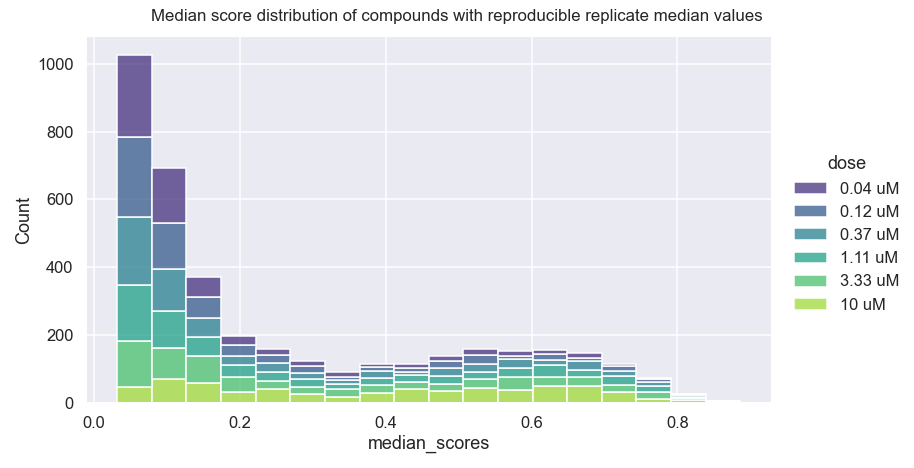 Median score distribution of compounds with reproducible replicate median values
Count
1000
800
600
400
200
0
0.0
0.2
0.4
0.6
0.8
median_scores
dose
0.04 uM
0.12 uM
0.37 uM
1.11 uM
3.33 uM
10 uM